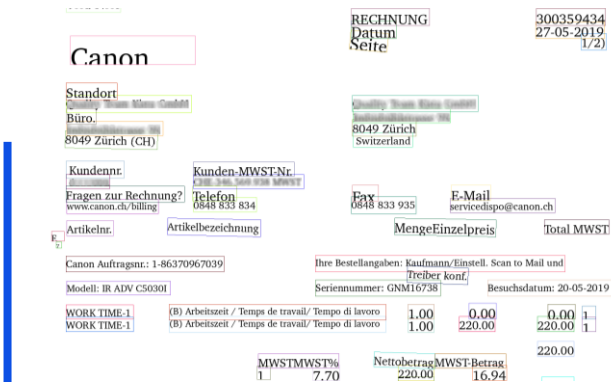 RECHNUNG 300359434
Datum 27-05-2019
Seite 1/2)
Canon
Standort
Büro.
8049 Zürich (CH) 8049 Zürich
Switzerland
Kundennr. Kunden-MWST-Nr.
Fragen zur Rechnung? Telefon Fax E-Mail
www.canon.ch/billing 0848 833 834 0848 833 935 servicedispo@canon.ch
Artikelnr. Artikelbezeichnung MengeEinzelpreis Total MWST
Canon Auftragsnr.: 1-86370967039 Ihre Bestellangaben: Kaufmann/Einstell. Scan to Mail und
Treiber konf.
Modell: IR ADV C5030I Seriennummer: GNM16738 Besuchsdatum: 20-05-2019
WORK TIME-1 (B) Arbeitszeit / Temps de travail/ Tempo di lavoro 1.00 0.00 0.00 1
WORK TIME-1 (B) Arbeitszeit / Temps de travail/ Tempo di lavoro 1.00 220.00 220.00 1
220.00
MWSTMWST% Nettobetrag MWST-Betrag
1 7.70 220.00 16.94